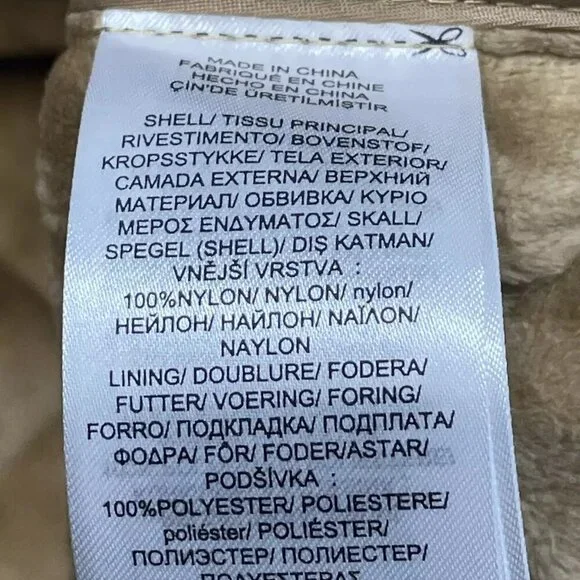 MADE IN CHINA
FABRIQUÉ EN CHINE
HECHO EN CHINA
ÇİN'DE ÜRETİLMİŞTİR
SHELL/ TISSU PRINCIPAL/
RIVESTIMENTO/ BOVENSTOF/
KROPSSTYKKE/ TELA EXTERIOR/
CAMADA EXTERNA/ ВЕРХНИЙ
МАТЕРИАЛ/ ОБВИВКА/ ΚΥΡΙΟ
ΜΕΡΟΣ ΕΝΔΥΜΑΤΟΣ/ SKALL/
SPEGEL (SHELL)/ DIŞ KATMAN/
VNĚJŠÍ VRSTVA :
100%NYLON/ NYLON/ nylon/
НЕЙЛОН/ НАЙЛОН/ ΝΑΪΛΟΝ/
NAYLON
LINING/ DOUBLURE/ FODERA/
FUTTER/ VOERING/ FORING/
FORRO/ ПОДКЛАДКА/ ПОДПЛАТА/
ΦΟΔΡΑ/ FÔR/ FODER/ASTAR/
PODŠÍVKA :
100%POLYESTER/ POLIESTERE/
poliéster/ POLIÉSTER/
ПОЛИЭСТЕР/ ПОЛИЕСТЕР/
ΠΟΛΥΕΣΤΕΡΑΣ